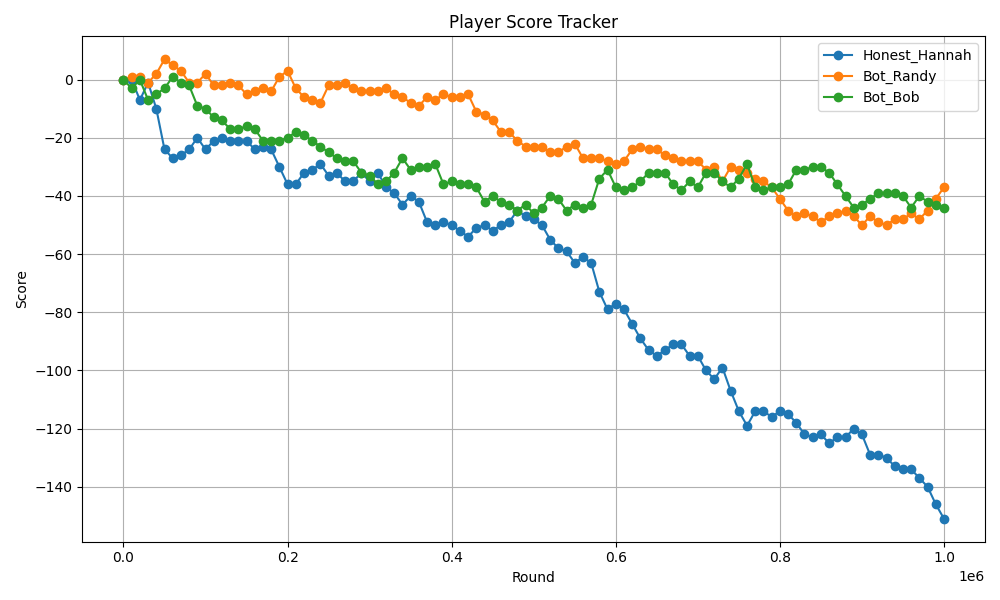 Player Score Tracker
Honest_Hannah
Bot_Randy
Bot_Bob
Score
0
−20
−40
−60
−80
−100
−120
−140
0.0 0.2 0.4 0.6 0.8 1.0
1e6
Round